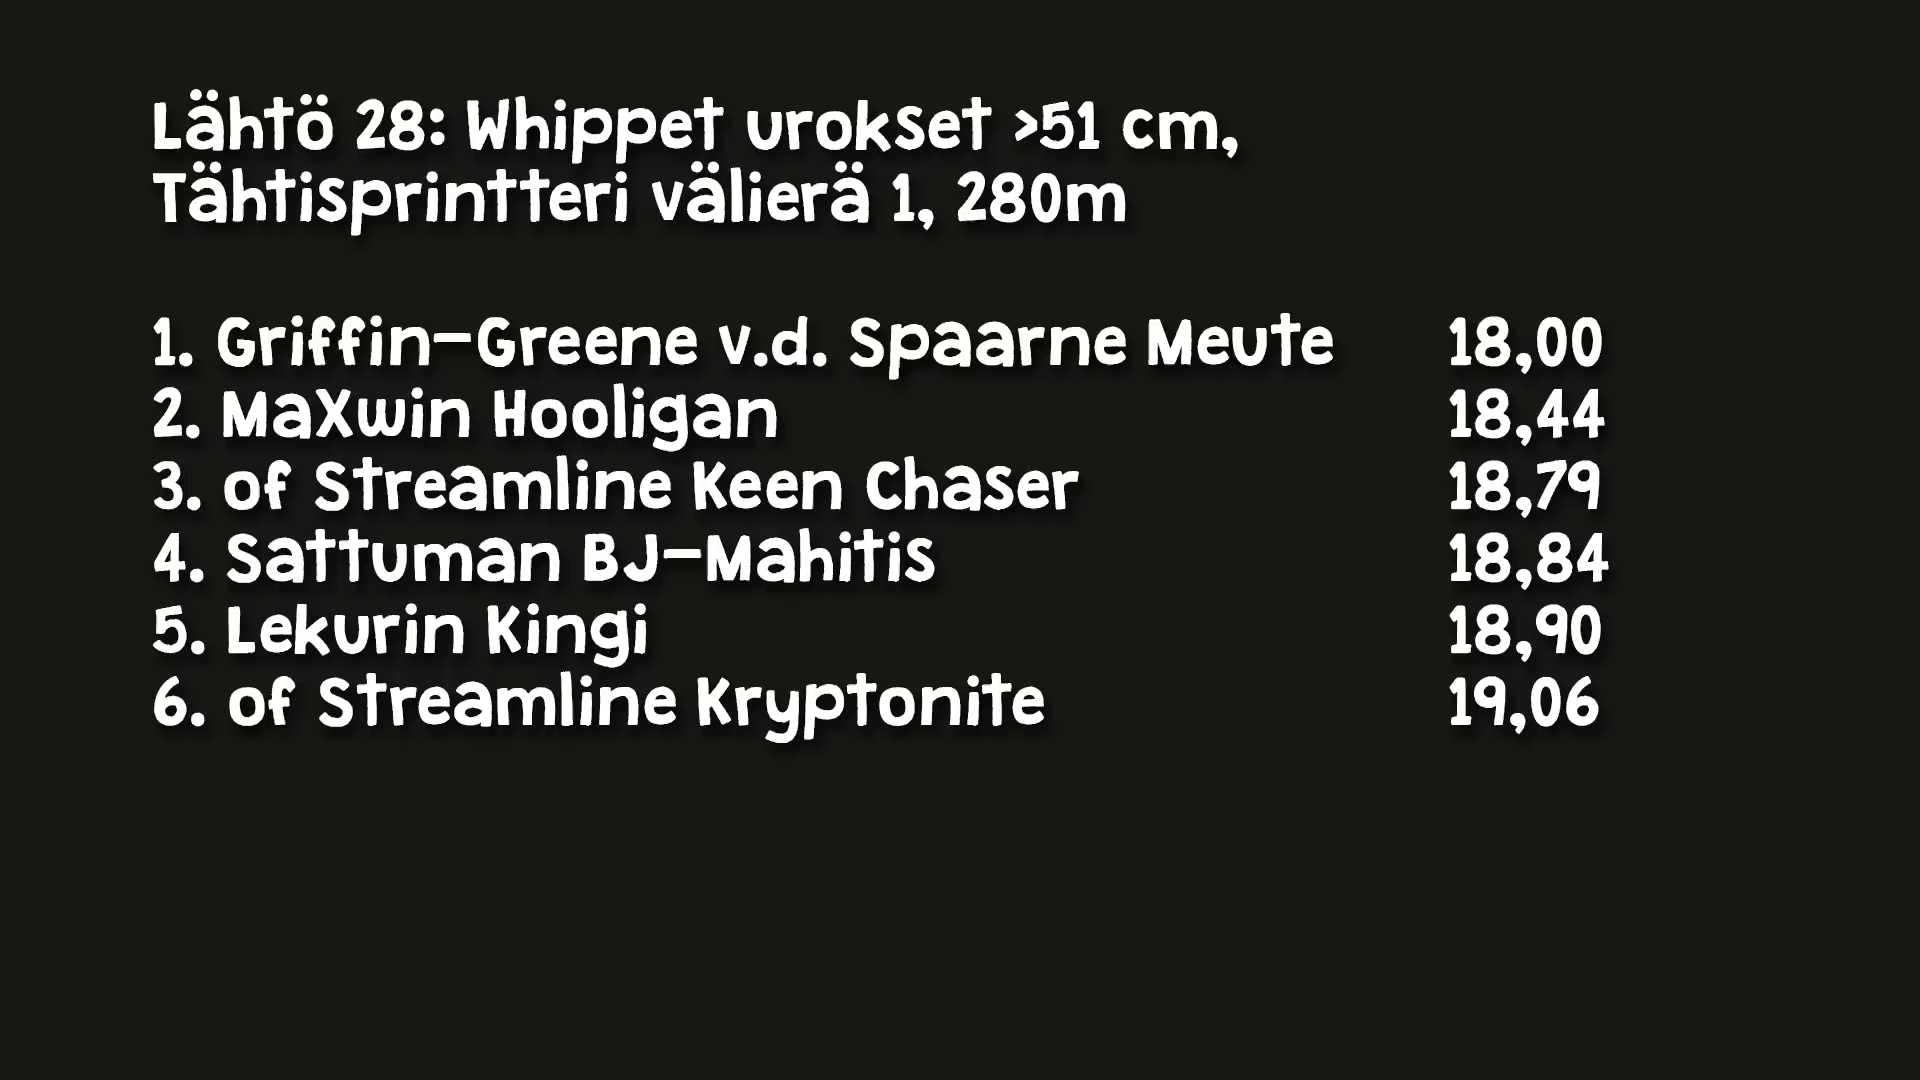 Lähtö 28: Whippet urokset >51 cm,
Tähtisprintteri välierä 1, 280m
1. Griffin-Greene v.d. Spaarne Meute 18,00
2. MaXwin Hooligan 18,44
3. of Streamline Keen Chaser 18,79
4. Sattuman BJ-Mahitis 18,84
5. Lekurin Kingi 18,90
6. of Streamline Kryptonite 19,06